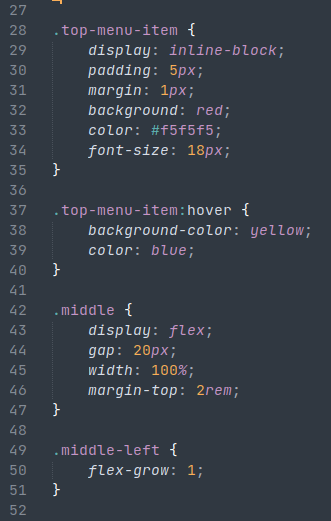 27
28 .top-menu-item {
29     display: inline-block;
30     padding: 5px;
31     margin: 1px;
32     background: red;
33     color: #f5f5f5;
34     font-size: 18px;
35 }
36
37 .top-menu-item:hover {
38     background-color: yellow;
39     color: blue;
40 }
41
42 .middle {
43     display: flex;
44     gap: 20px;
45     width: 100%;
46     margin-top: 2rem;
47 }
48
49 .middle-left {
50     flex-grow: 1;
51 }
52